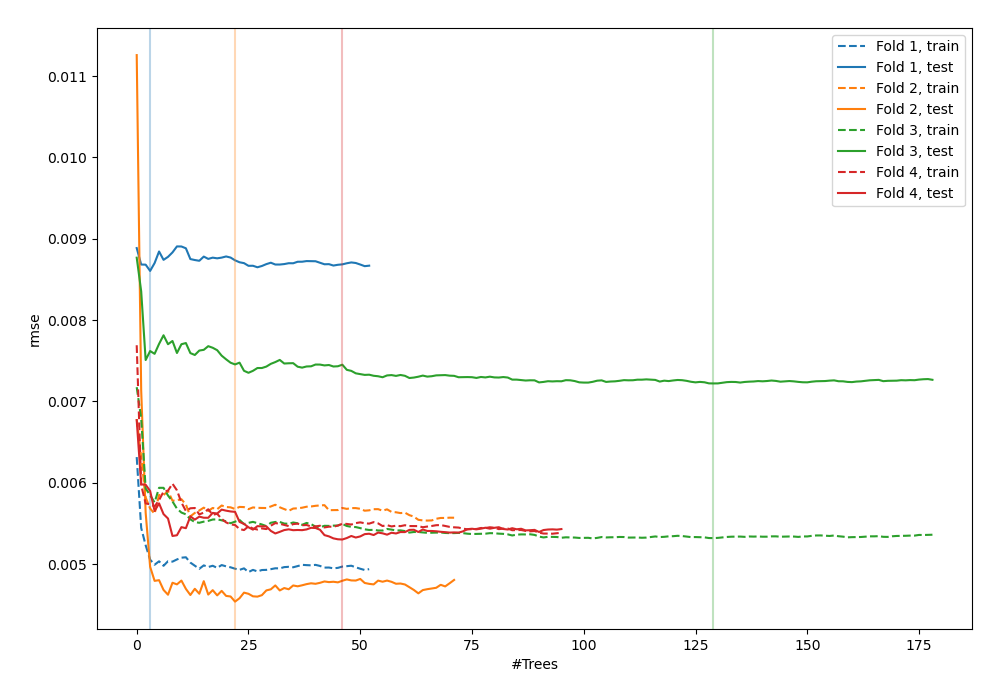 0.011
0.010
0.009
0.008
0.007
0.006
0.005
rmse
0
25
50
75
100
125
150
175
#Trees
Fold 1, train
Fold 1, test
Fold 2, train
Fold 2, test
Fold 3, train
Fold 3, test
Fold 4, train
Fold 4, test